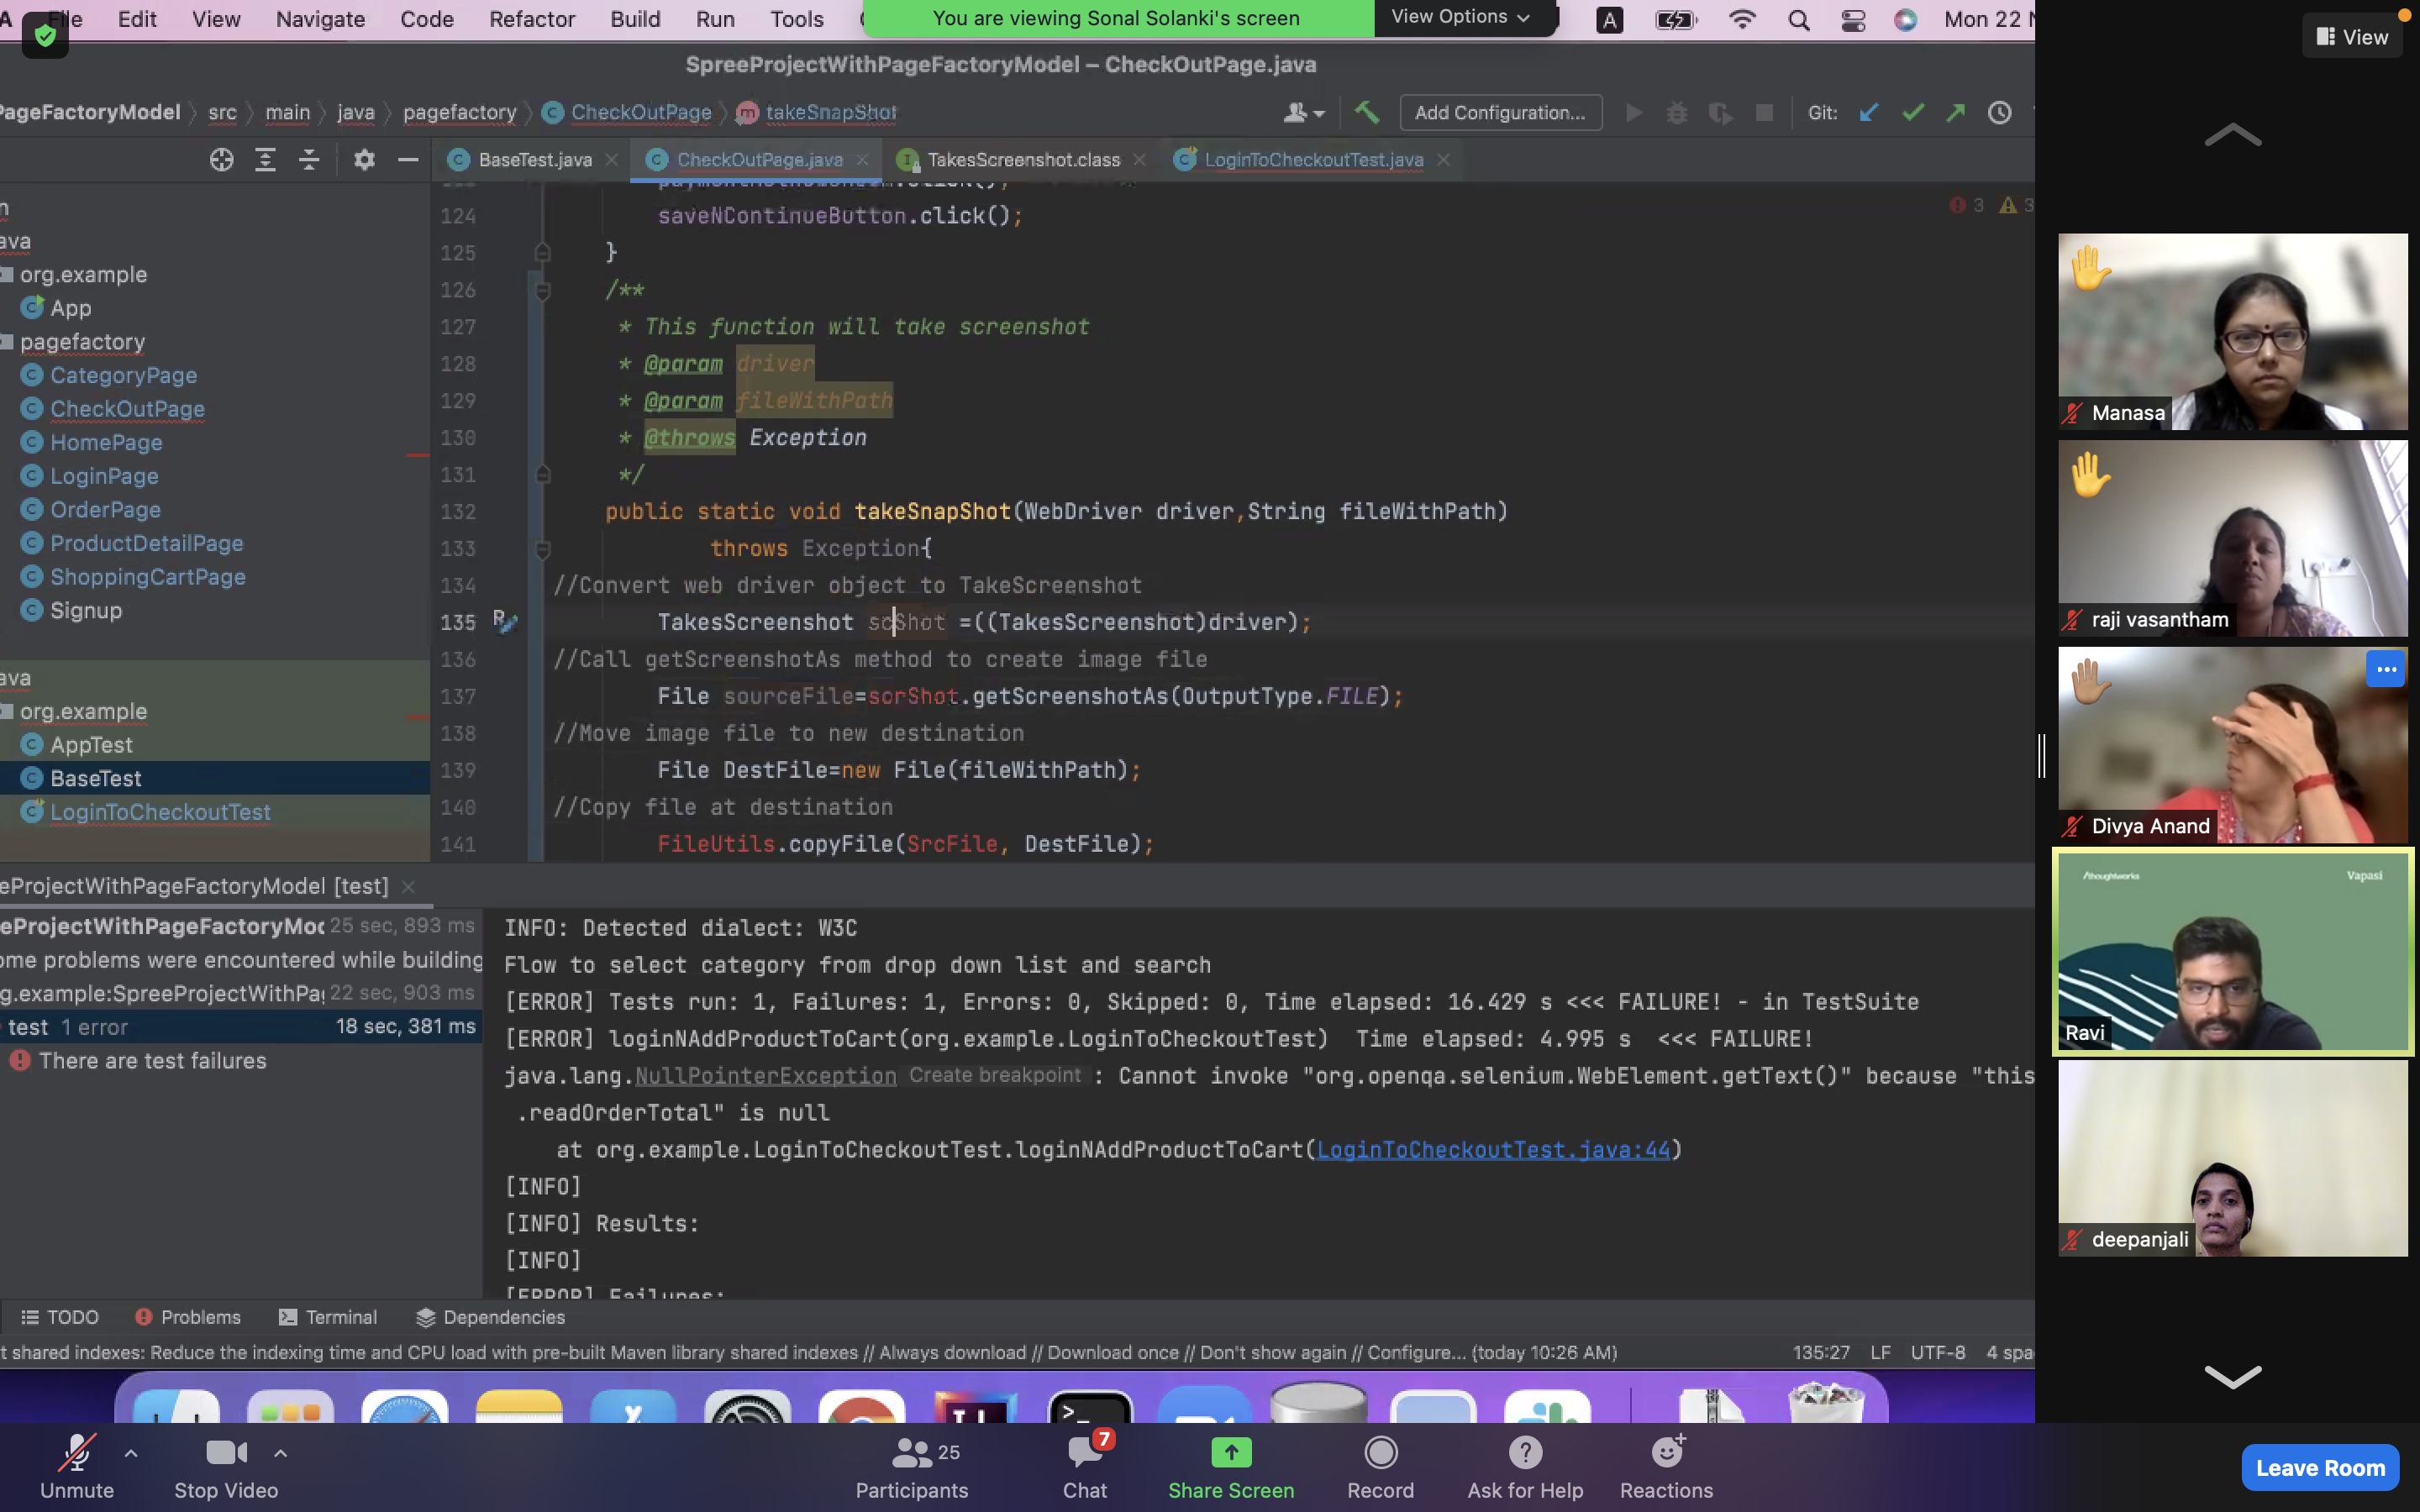 File Edit View Navigate Code Refactor Build Run Tools
You are viewing Sonal Solanki's screen View Options
A Mon 22
View
SpreeProjectWithPageFactoryModel – CheckOutPage.java
PageFactoryModel src main java pagefactory CheckOutPage takeSnapShot
Add Configuration... Git:
BaseTest.java CheckOutPage.java TakesScreenshot.class LoginToCheckoutTest.java
org.example
App
pagefactory
CategoryPage
CheckOutPage
HomePage
LoginPage
OrderPage
ProductDetailPage
ShoppingCartPage
Signup
ava
org.example
AppTest
BaseTest
LoginToCheckoutTest
3 3
124 saveNContinueButton.click();
125 }
126 /**
127 * This function will take screenshot
128 * @param driver
129 * @param fileWithPath
130 * @throws Exception
131 */
132 public static void takeSnapShot(WebDriver driver,String fileWithPath)
133 throws Exception{
134 //Convert web driver object to TakeScreenshot
135 TakesScreenshot scShot =((TakesScreenshot)driver);
136 //Call getScreenshotAs method to create image file
137 File sourceFile=sorShot.getScreenshotAs(OutputType.FILE);
138 //Move image file to new destination
139 File DestFile=new File(fileWithPath);
140 //Copy file at destination
141 FileUtils.copyFile(SrcFile, DestFile);
eProjectWithPageFactoryModel [test]
eProjectWithPageFactoryMod 25 sec, 893 ms
ome problems were encountered while building
g.example:SpreeProjectWithPa 22 sec, 903 ms
test 1 error 18 sec, 381 ms
There are test failures
INFO: Detected dialect: W3C
Flow to select category from drop down list and search
[ERROR] Tests run: 1, Failures: 1, Errors: 0, Skipped: 0, Time elapsed: 16.429 s <<< FAILURE! - in TestSuite
[ERROR] loginNAddProductToCart(org.example.LoginToCheckoutTest) Time elapsed: 4.995 s <<< FAILURE!
java.lang.NullPointerException Create breakpoint : Cannot invoke "org.openqa.selenium.WebElement.getText()" because "this
.readOrderTotal" is null
at org.example.LoginToCheckoutTest.loginNAddProductToCart(LoginToCheckoutTest.java:44)
[INFO]
[INFO] Results:
[INFO]
[ERROR] Failures:
TODO Problems Terminal Dependencies
t shared indexes: Reduce the indexing time and CPU load with pre-built Maven library shared indexes // Always download // Download once // Don't show again // Configure... (today 10:26 AM)
135:27 LF UTF-8 4 spa
Manasa
raji vasantham
Divya Anand
/thoughtworks Vapasi
Ravi
deepanjali
Unmute Stop Video Participants 25 Chat 7 Share Screen Record Ask for Help Reactions Leave Room